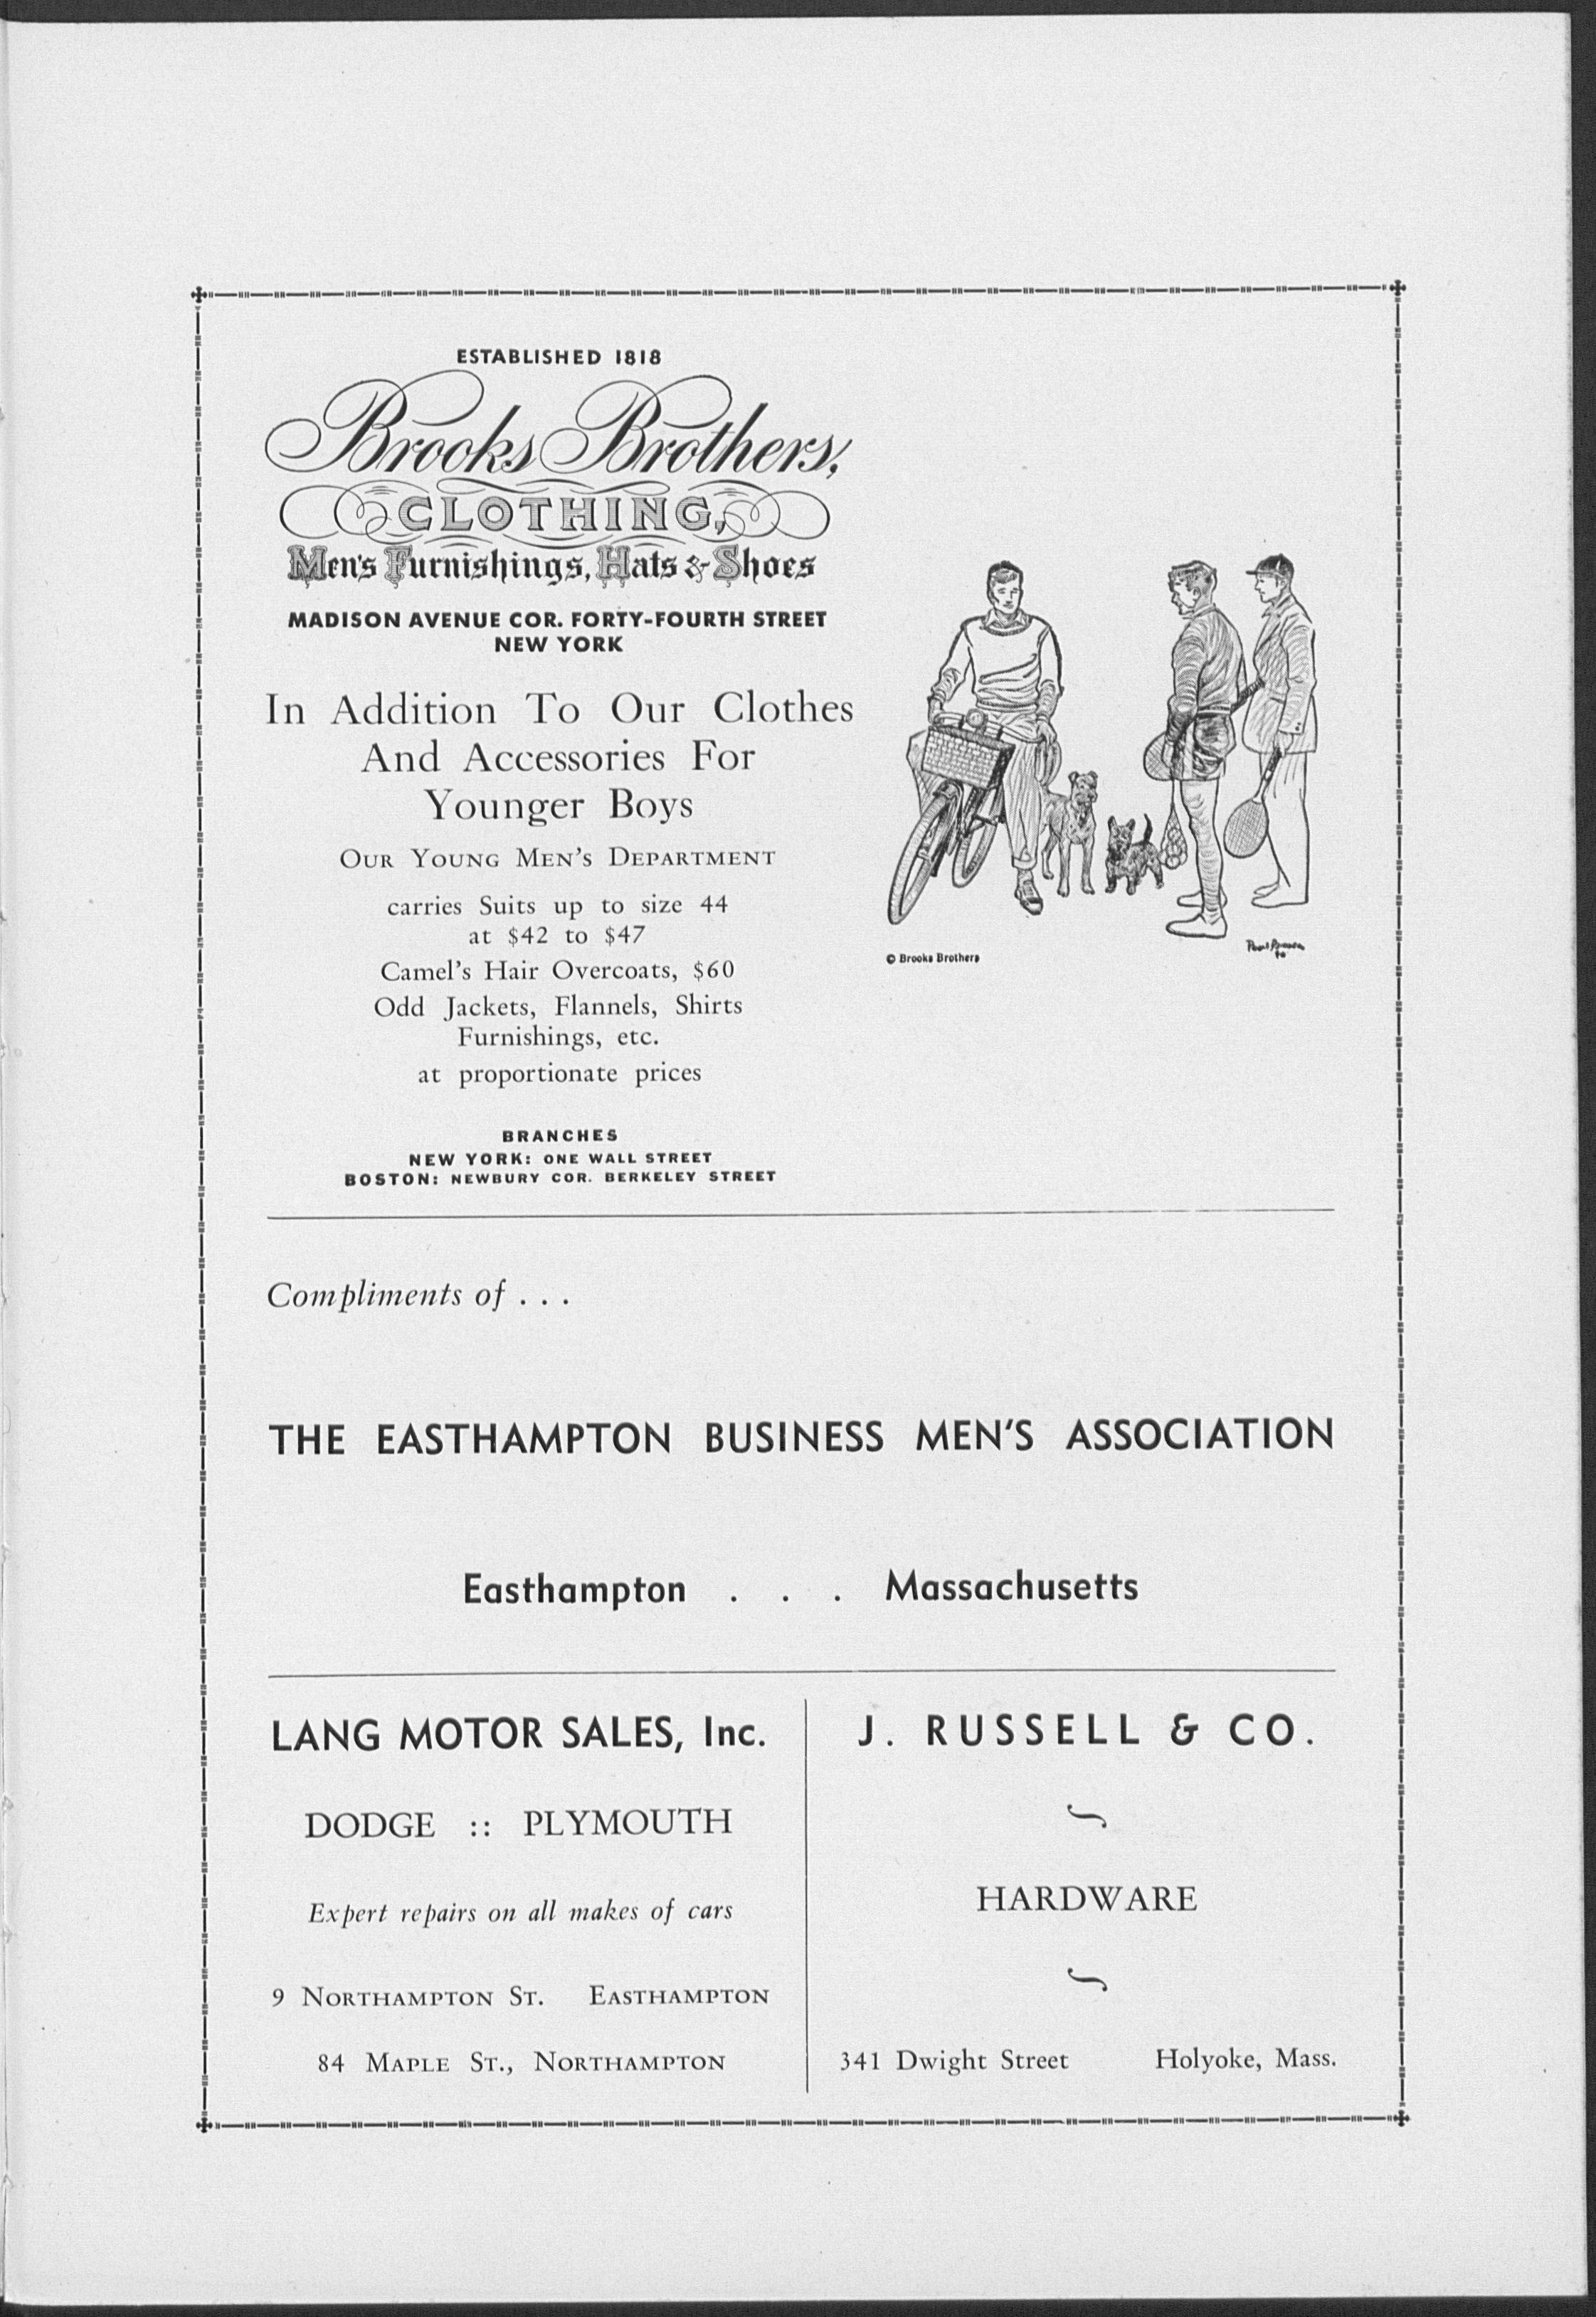 ESTABLISHED 1818
Brooks Brothers,
CLOTHING,
Men's Furnishings, Hats & Shoes
MADISON AVENUE COR. FORTY-FOURTH STREET
NEW YORK
In Addition To Our Clothes
And Accessories For
Younger Boys
OUR YOUNG MEN'S DEPARTMENT
carries Suits up to size 44
at $42 to $47
Camel's Hair Overcoats, $60
Odd Jackets, Flannels, Shirts
Furnishings, etc.
at proportionate prices
BRANCHES
NEW YORK: ONE WALL STREET
BOSTON: NEWBURY COR. BERKELEY STREET
© Brooks Brothers
Compliments of . . .
THE EASTHAMPTON BUSINESS MEN'S ASSOCIATION
Easthampton . . . Massachusetts
LANG MOTOR SALES, Inc.
DODGE :: PLYMOUTH
Expert repairs on all makes of cars
9 NORTHAMPTON ST. EASTHAMPTON
84 MAPLE ST., NORTHAMPTON
J. RUSSELL & CO.
HARDWARE
341 Dwight Street Holyoke, Mass.